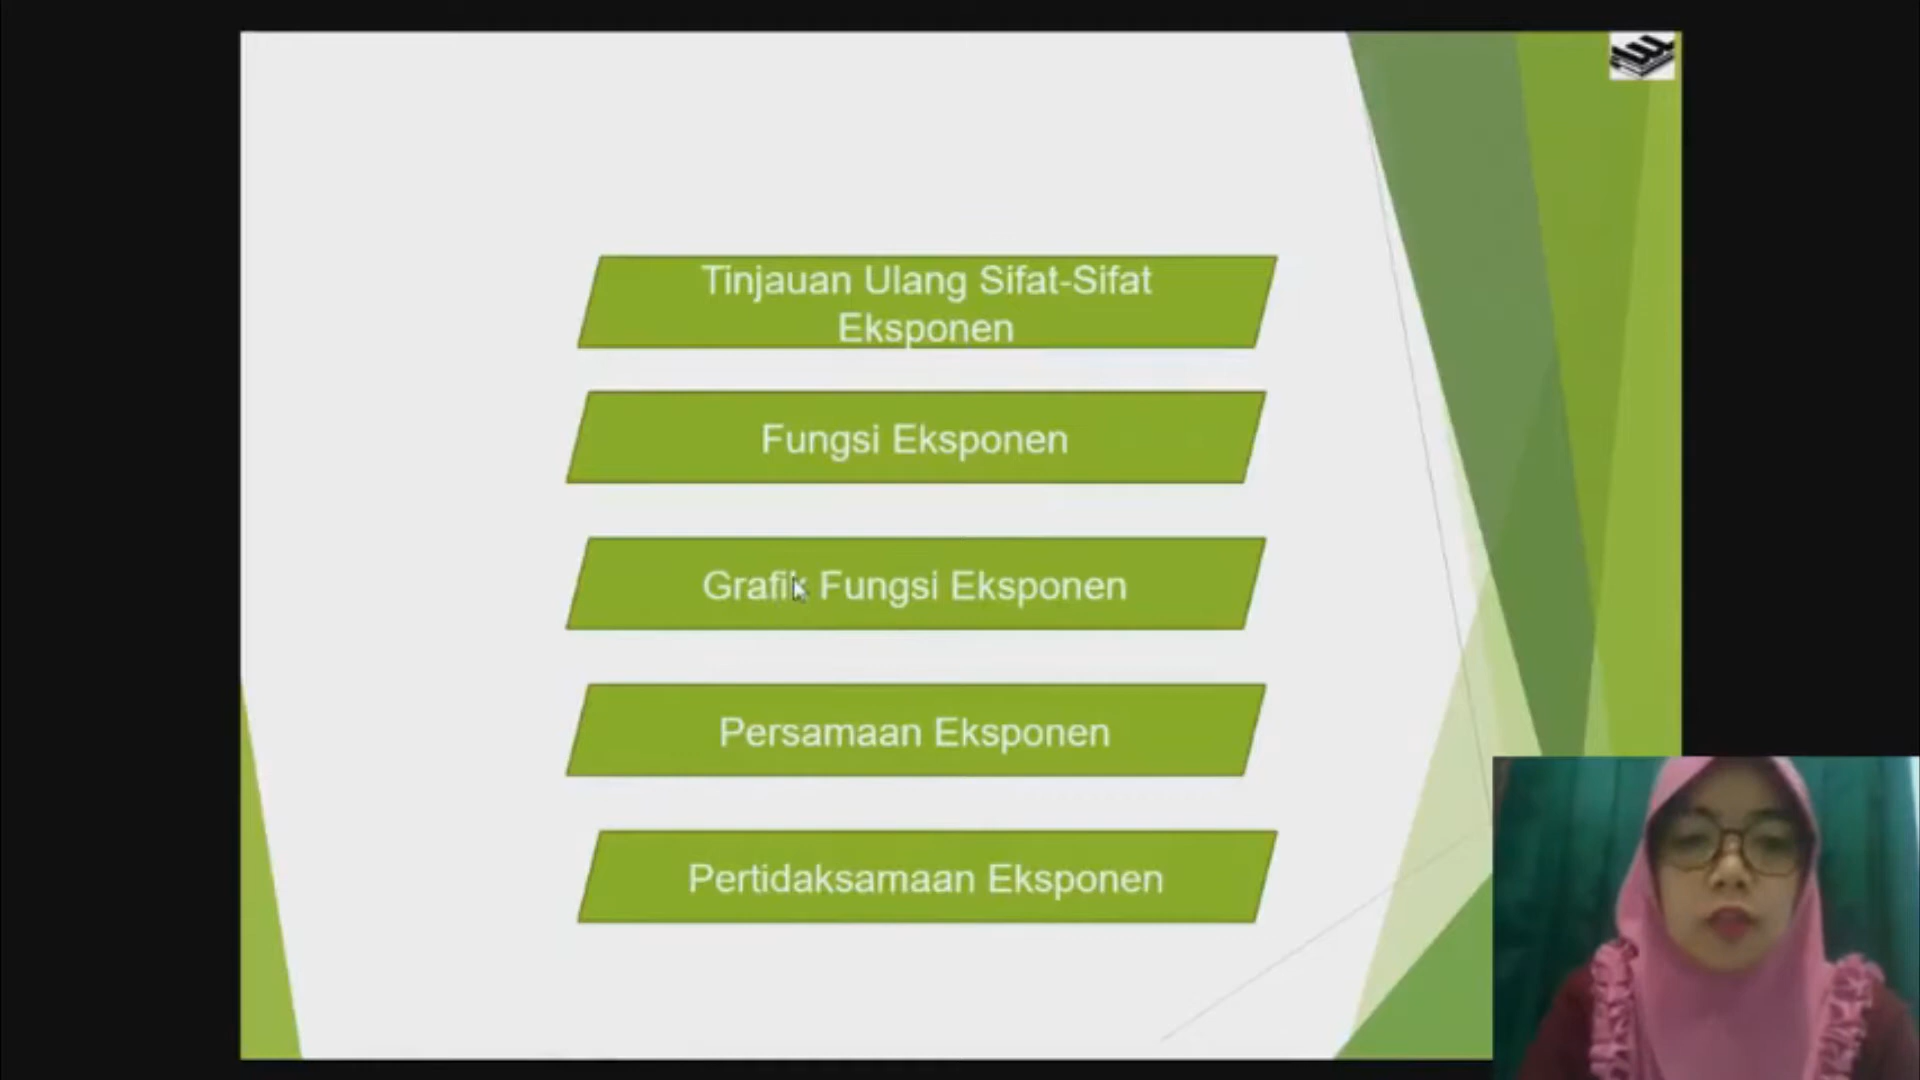 Tinjauan Ulang Sifat-Sifat
Eksponen
Fungsi Eksponen
Grafik Fungsi Eksponen
Persamaan Eksponen
Pertidaksamaan Eksponen